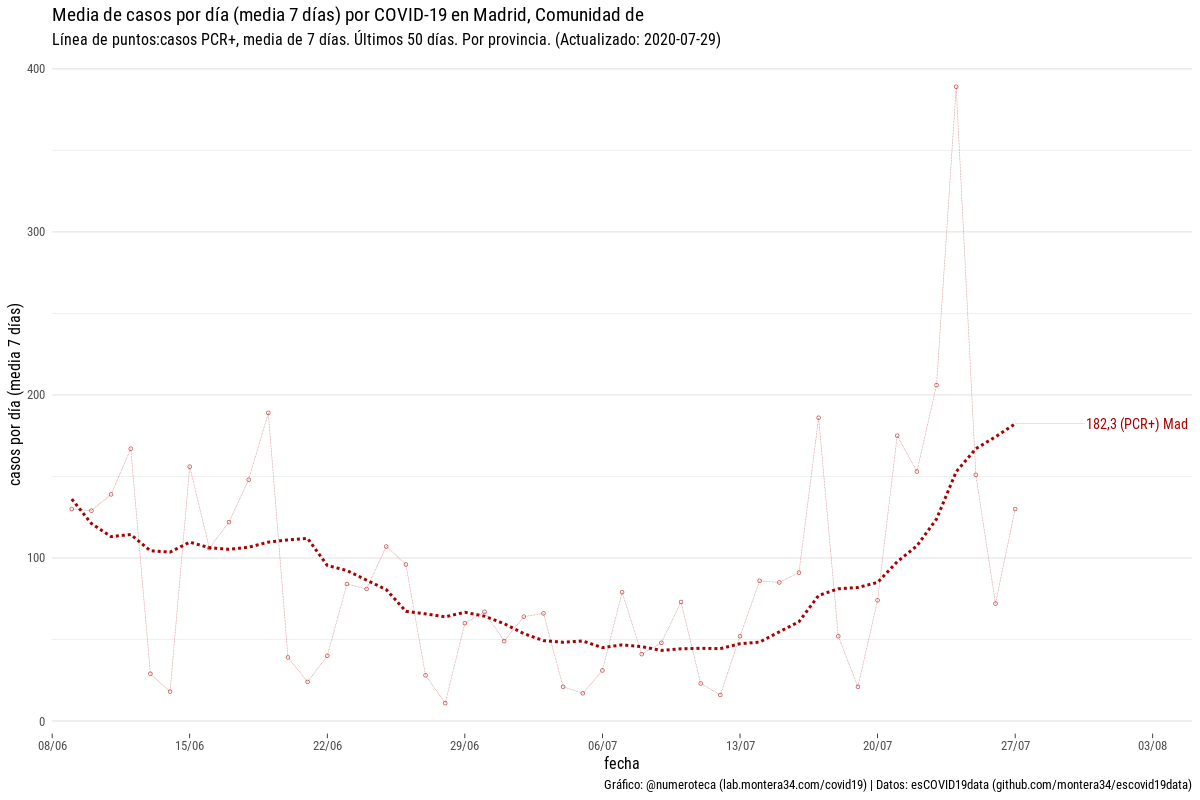 Media de casos por día (media 7 días) por COVID-19 en Madrid, Comunidad de
Línea de puntos:casos PCR+, media de 7 días. Últimos 50 días. Por provincia. (Actualizado: 2020-07-29)
400
300
200
100
0
casos por día (media 7 días)
182,3 (PCR+) Mad
08/06
15/06
22/06
29/06
06/07
13/07
20/07
27/07
03/08
fecha
Gráfico: @numeroteca (lab.montera34.com/covid19) | Datos: esCOVID19data (github.com/montera34/escovid19data)